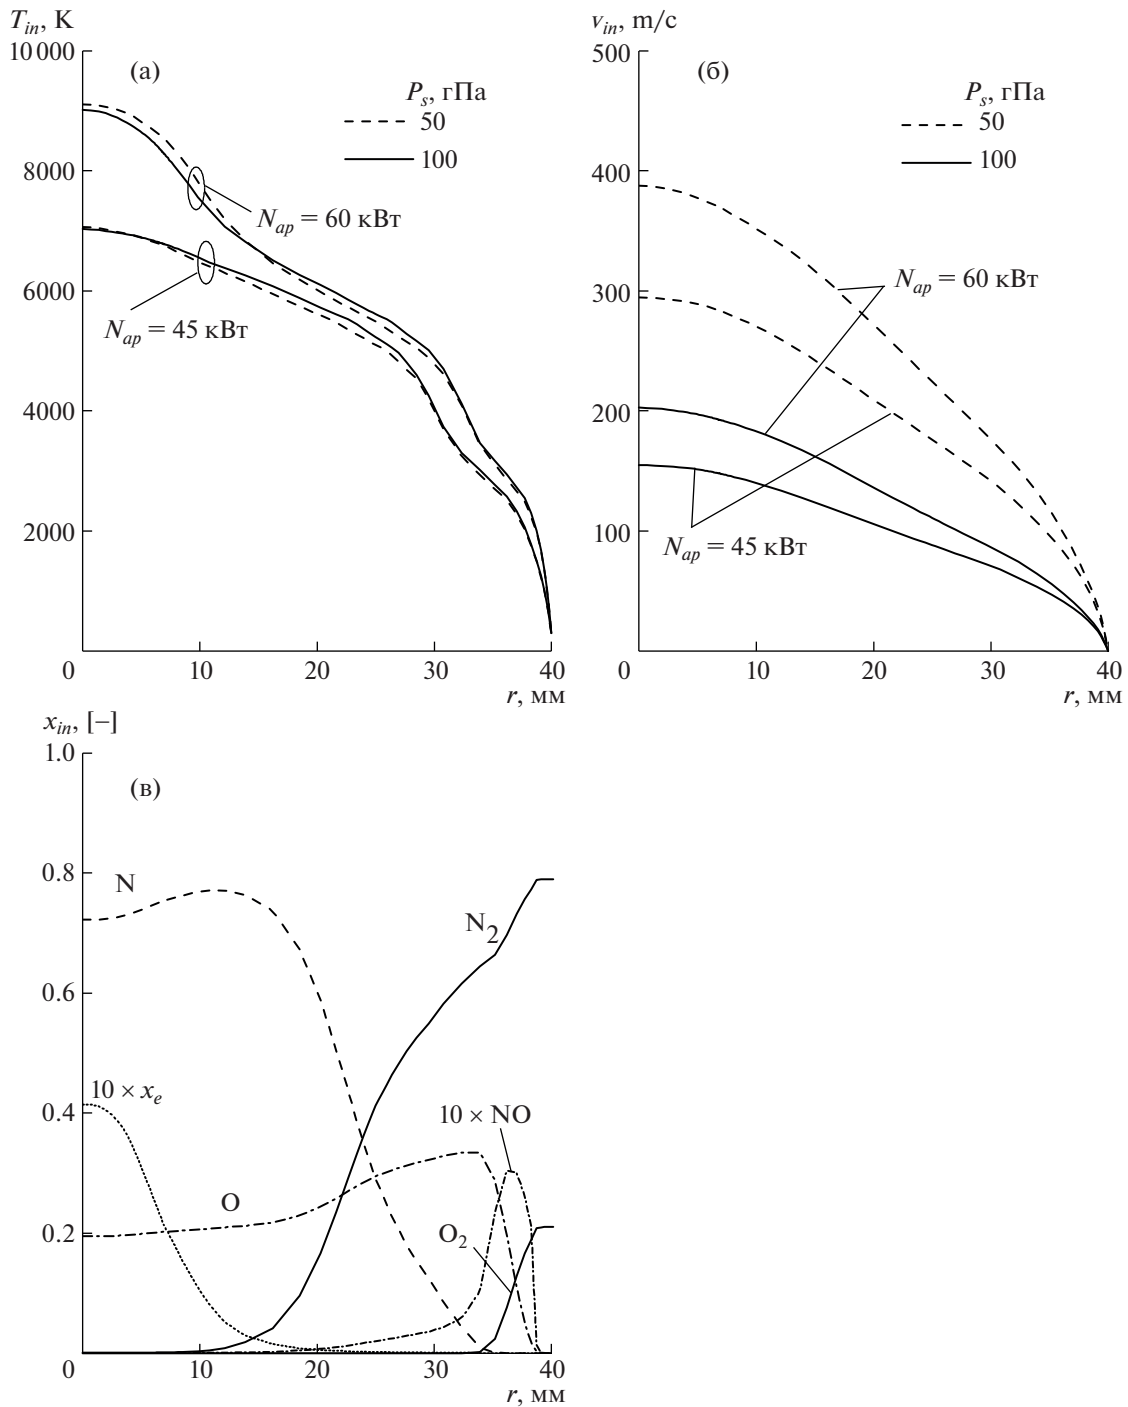 T_in, K
10 000
8000
6000
4000
2000
0
10
20
30
40
r, мм
(а)
P_s, гПа
50
100
N_ap = 60 кВт
N_ap = 45 кВт
v_in, m/c
500
400
300
200
100
0
10
20
30
40
r, мм
(б)
P_s, гПа
50
100
N_ap = 60 кВт
N_ap = 45 кВт
x_in, [–]
1.0
0.8
0.6
0.4
0.2
0
10
20
30
40
r, мм
(в)
N
N2
10 × x_e
10 × NO
O
O2